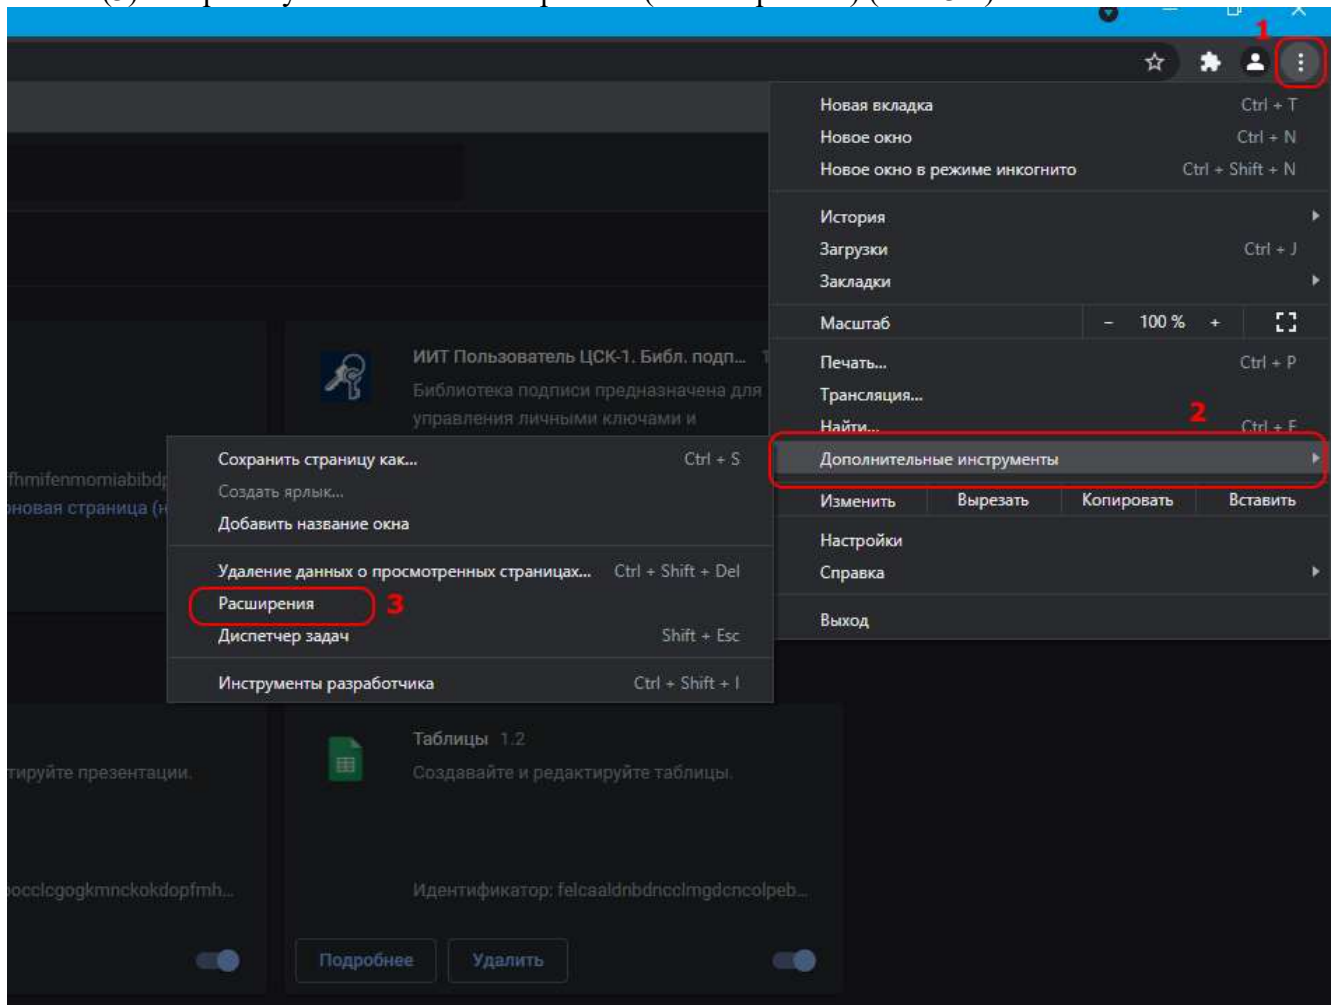 1
Новая вкладка Ctrl + T
Новое окно Ctrl + N
Новое окно в режиме инкогнито Ctrl + Shift + N
История
Загрузки Ctrl + J
Закладки
Масштаб - 100 % +
Печать... Ctrl + P
Трансляция...
Найти... Ctrl + F
2
Дополнительные инструменты
Изменить Вырезать Копировать Вставить
Настройки
Справка
Выход
ИИТ Пользователь ЦСК-1. Библ. подп... 1
Библиотека подписи предназначена для
управления личными ключами и
Сохранить страницу как... Ctrl + S
Создать ярлык...
Добавить название окна
Удаление данных о просмотренных страницах... Ctrl + Shift + Del
Расширения 3
Диспетчер задач Shift + Esc
Инструменты разработчика Ctrl + Shift + I
оновая страница (н
Таблицы 1.2
тируйте презентации. Создавайте и редактируйте таблицы.
Идентификатор: felcaaldnbdncclmgdcncolpeb...
Подробнее Удалить